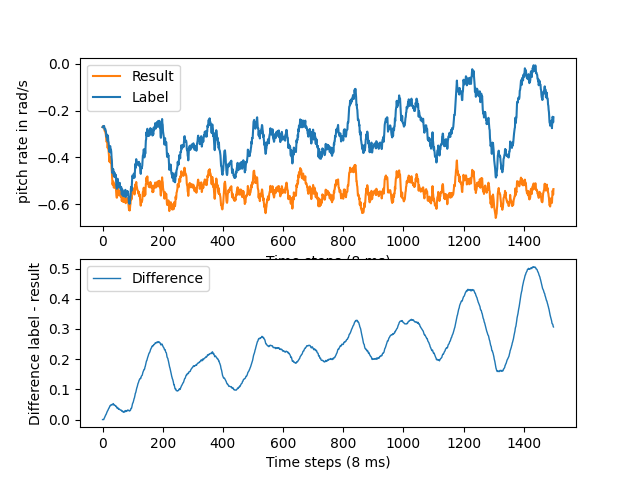 pitch rate in rad/s
0.0
−0.2
−0.4
−0.6
Result
Label
0 200 400 600 800 1000 1200 1400
Time steps (8 ms)
Difference label - result
0.5
0.4
0.3
0.2
0.1
0.0
Difference
0 200 400 600 800 1000 1200 1400
Time steps (8 ms)